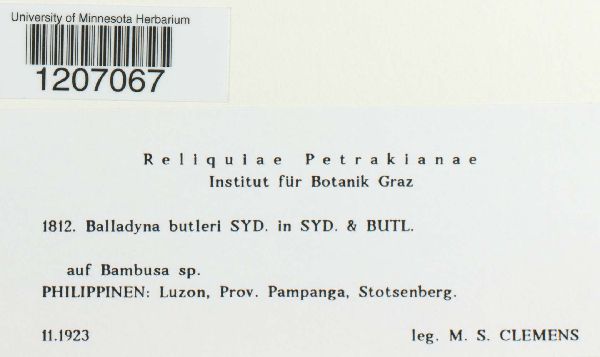 University of Minnesota Herbarium
1207067
Reliquiae Petrakianae
Institut für Botanik Graz
1812. Balladyna butleri SYD. in SYD. & BUTL.
auf Bambusa sp.
PHILIPPINEN: Luzon, Prov. Pampanga, Stotsenberg.
11.1923 leg. M. S. CLEMENS